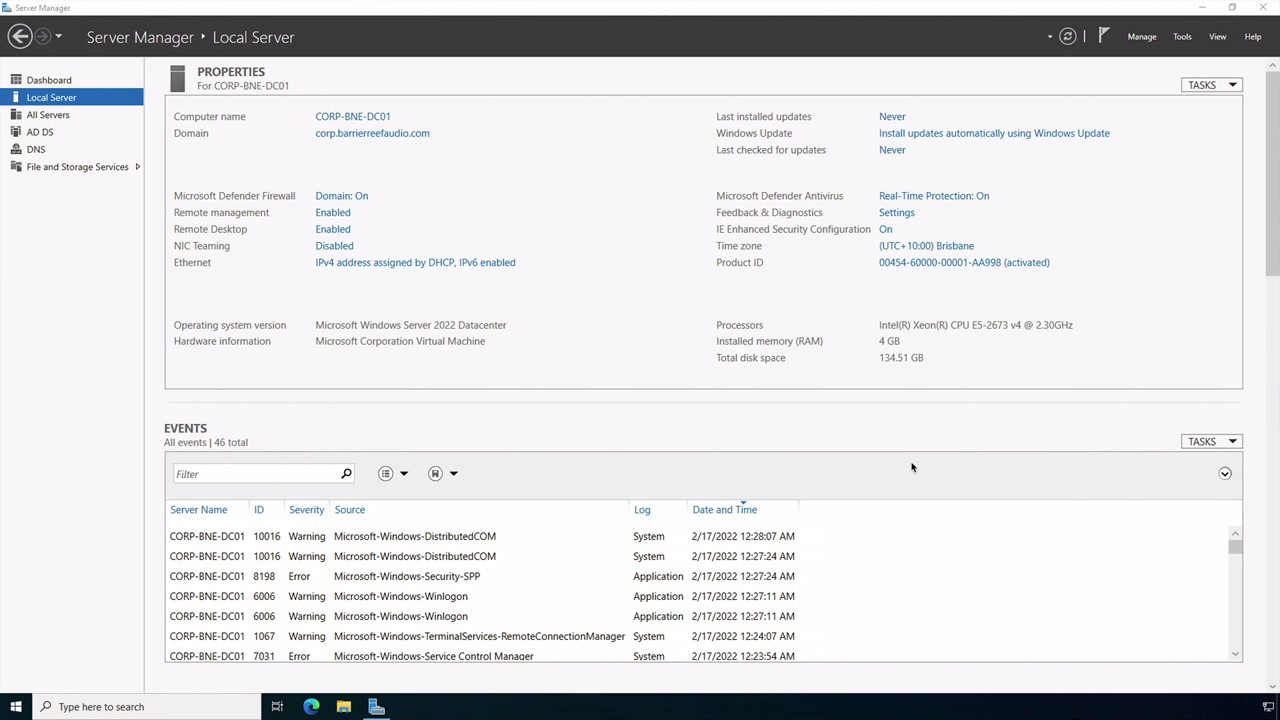 Server Manager
Server Manager • Local Server
Manage Tools View Help
Dashboard
Local Server
All Servers
AD DS
DNS
File and Storage Services
PROPERTIES
For CORP-BNE-DC01
TASKS
Computer name CORP-BNE-DC01 Last installed updates Never
Domain corp.barrierreefaudio.com Windows Update Install updates automatically using Windows Update
Last checked for updates Never
Microsoft Defender Firewall Domain: On Microsoft Defender Antivirus Real-Time Protection: On
Remote management Enabled Feedback & Diagnostics Settings
Remote Desktop Enabled IE Enhanced Security Configuration On
NIC Teaming Disabled Time zone (UTC+10:00) Brisbane
Ethernet IPv4 address assigned by DHCP, IPv6 enabled Product ID 00454-60000-00001-AA998 (activated)
Operating system version Microsoft Windows Server 2022 Datacenter Processors Intel(R) Xeon(R) CPU E5-2673 v4 @ 2.30GHz
Hardware information Microsoft Corporation Virtual Machine Installed memory (RAM) 4 GB
Total disk space 134.51 GB
EVENTS
All events | 46 total
TASKS
Filter
Server Name ID Severity Source Log Date and Time
CORP-BNE-DC01 10016 Warning Microsoft-Windows-DistributedCOM System 2/17/2022 12:28:07 AM
CORP-BNE-DC01 10016 Warning Microsoft-Windows-DistributedCOM System 2/17/2022 12:27:24 AM
CORP-BNE-DC01 8198 Error Microsoft-Windows-Security-SPP Application 2/17/2022 12:27:24 AM
CORP-BNE-DC01 6006 Warning Microsoft-Windows-Winlogon Application 2/17/2022 12:27:11 AM
CORP-BNE-DC01 6006 Warning Microsoft-Windows-Winlogon Application 2/17/2022 12:27:11 AM
CORP-BNE-DC01 1067 Warning Microsoft-Windows-TerminalServices-RemoteConnectionManager System 2/17/2022 12:24:07 AM
CORP-BNE-DC01 7031 Error Microsoft-Windows-Service Control Manager System 2/17/2022 12:23:54 AM
Type here to search